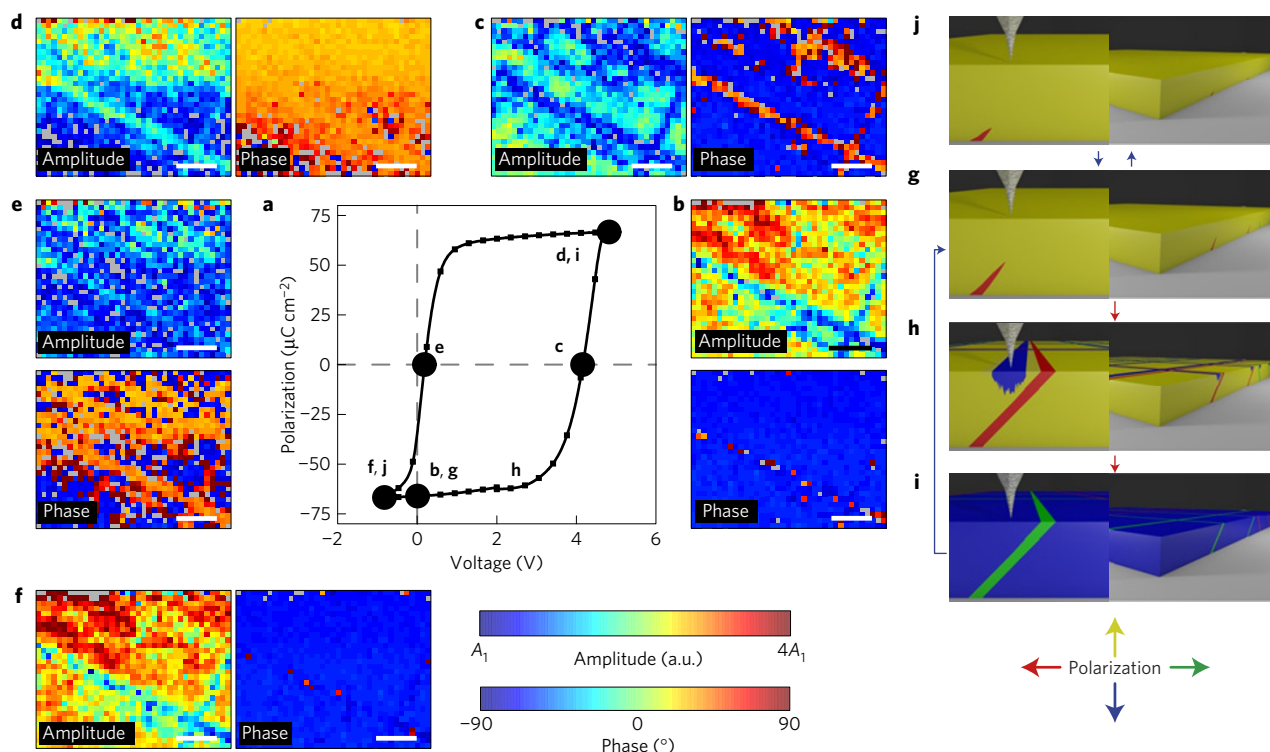 d
Amplitude
Phase
c
Amplitude
Phase
j
g
h
i
e
Amplitude
Phase
a
Polarization (μC cm⁻²)
75
50
25
0
−25
−50
−75
d, i
e
c
f, j
b, g
h
−2
0
2
4
6
Voltage (V)
b
Amplitude
Phase
f
Amplitude
Phase
A₁
4A₁
Amplitude (a.u.)
−90
0
90
Phase (°)
Polarization